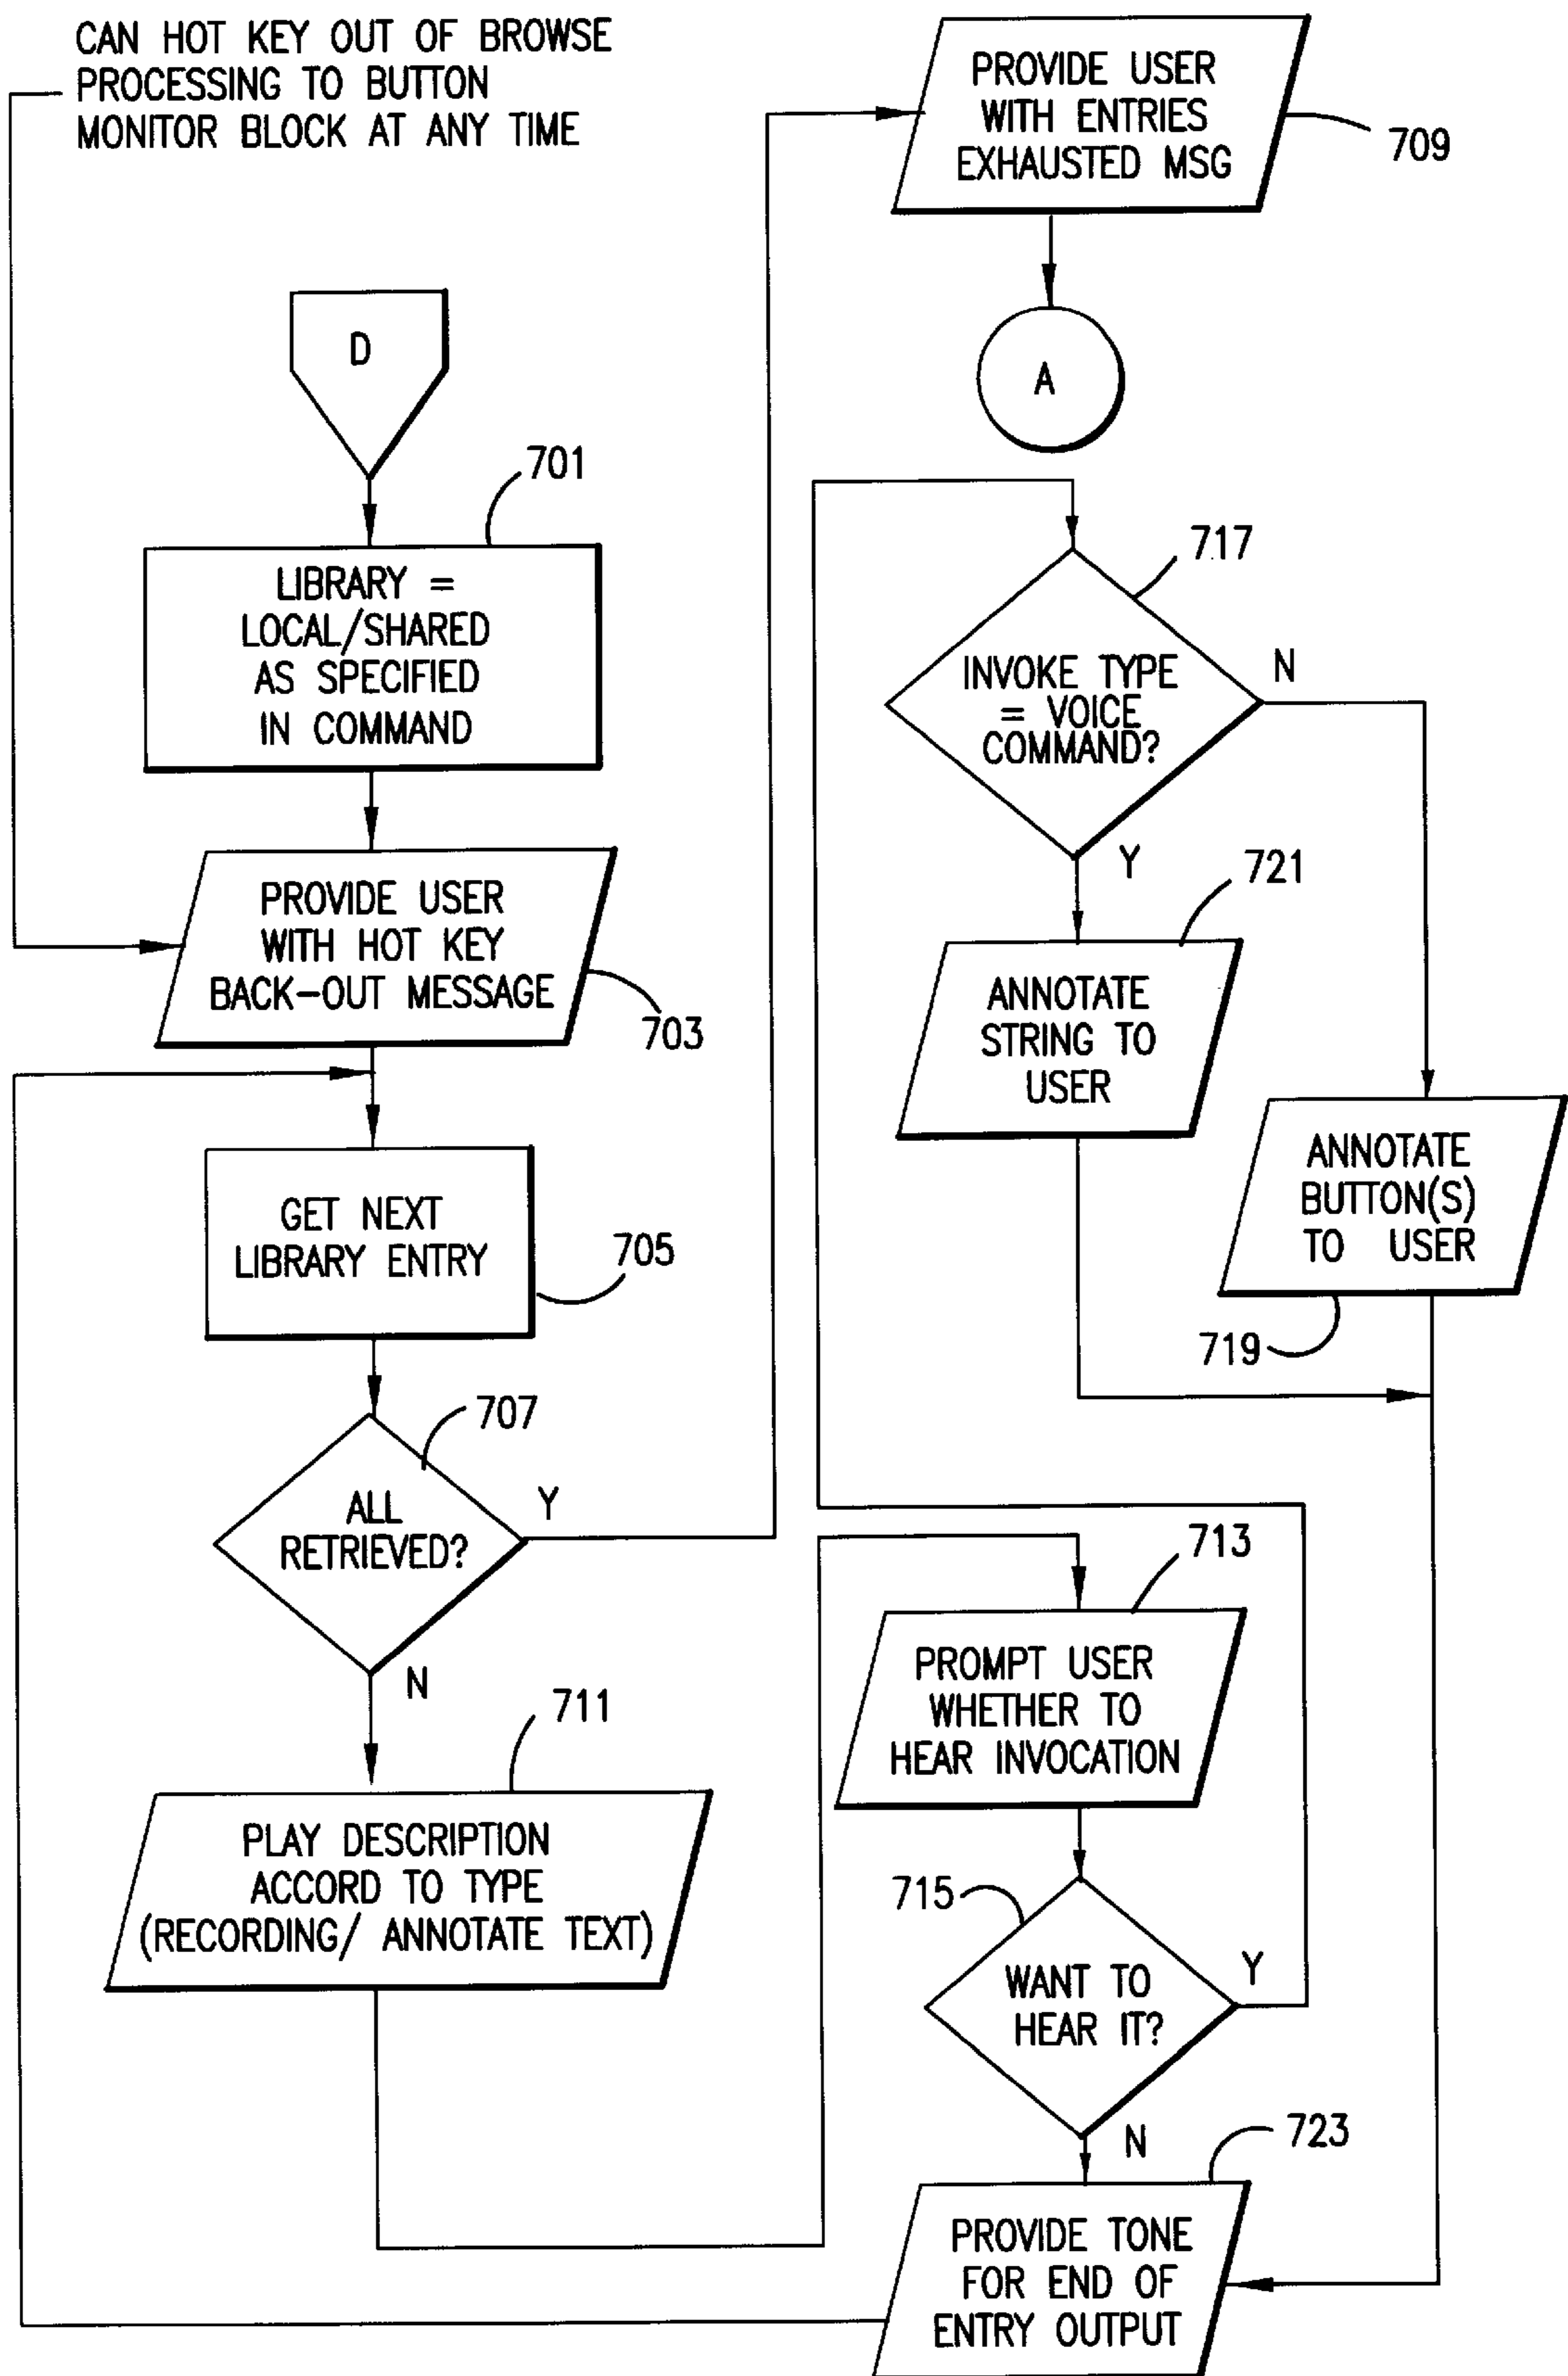 CAN HOT KEY OUT OF BROWSE
PROCESSING TO BUTTON
MONITOR BLOCK AT ANY TIME
D
701
LIBRARY =
LOCAL/SHARED
AS SPECIFIED
IN COMMAND
PROVIDE USER
WITH HOT KEY
BACK-OUT MESSAGE
703
GET NEXT
LIBRARY ENTRY
705
707
ALL
RETRIEVED?
Y
N
711
PLAY DESCRIPTION
ACCORD TO TYPE
(RECORDING/ ANNOTATE TEXT)
PROVIDE USER
WITH ENTRIES
EXHAUSTED MSG
709
A
717
INVOKE TYPE
= VOICE
COMMAND?
N
Y
721
ANNOTATE
STRING TO
USER
ANNOTATE
BUTTON(S)
TO USER
719
713
PROMPT USER
WHETHER TO
HEAR INVOCATION
715
WANT TO
HEAR IT?
Y
N
723
PROVIDE TONE
FOR END OF
ENTRY OUTPUT